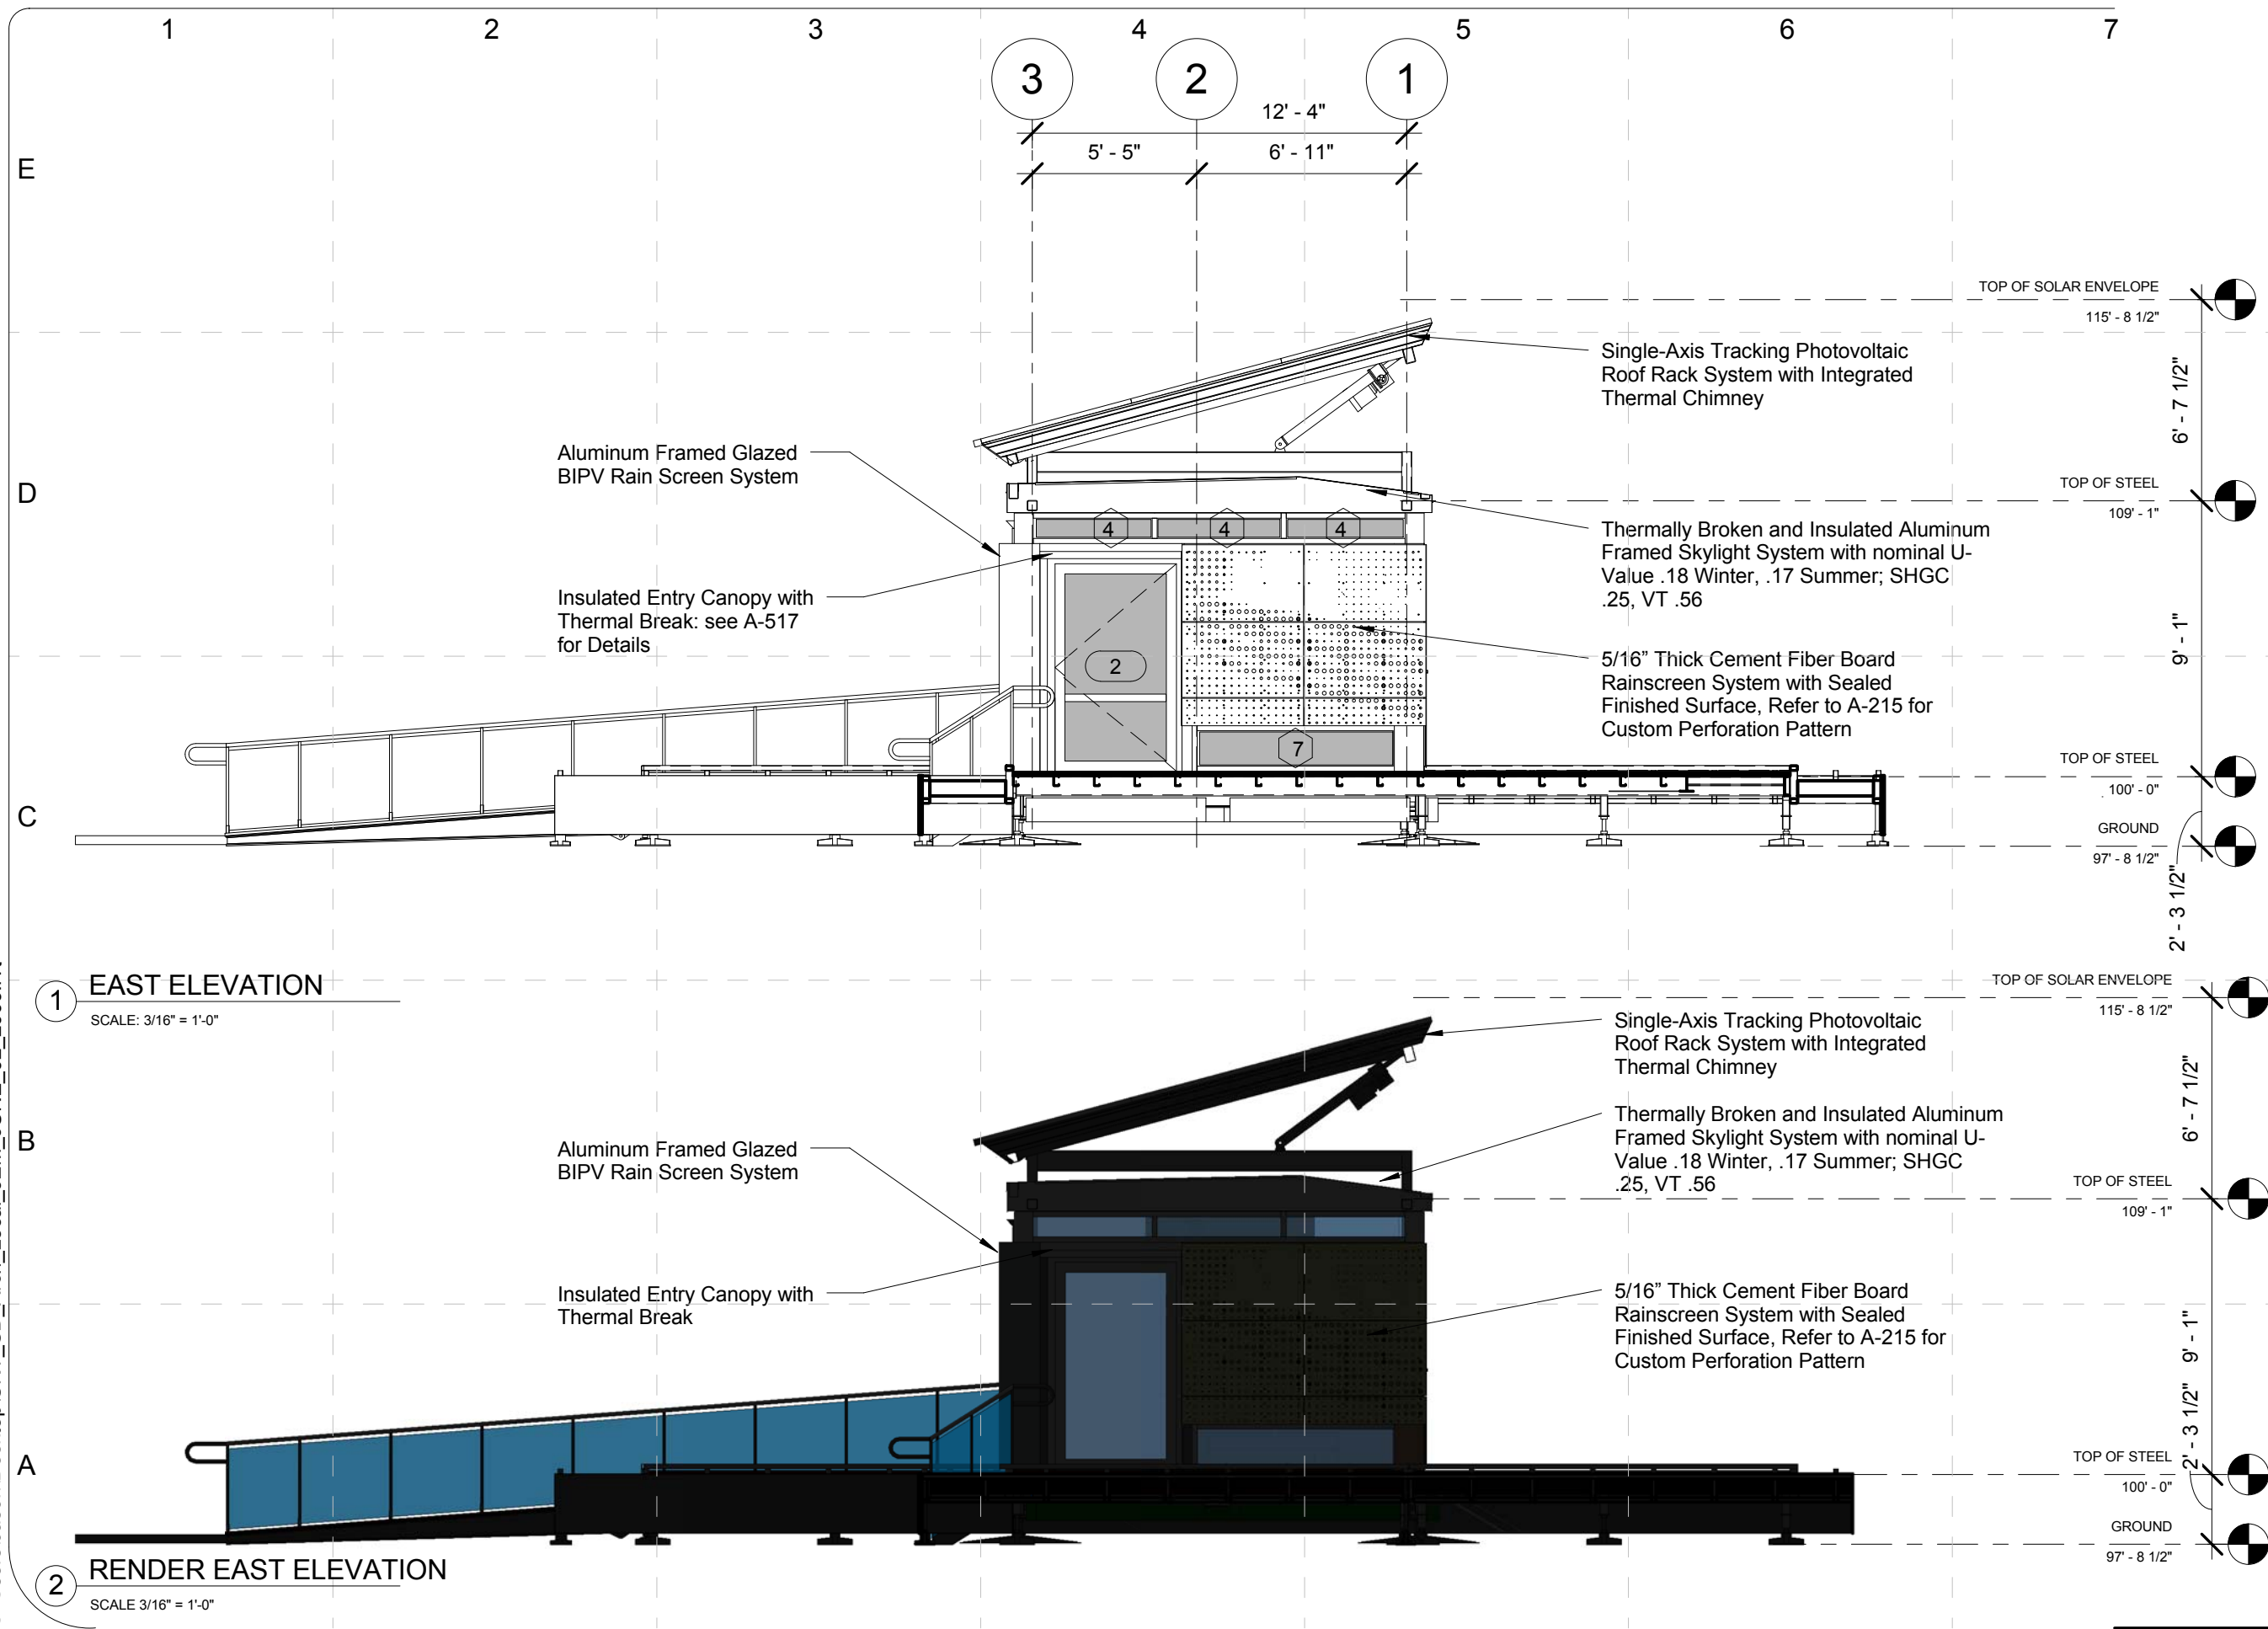 1 2 3 4 5 6 7
3 2 1
12' - 4"
5' - 5" 6' - 11"
E
D
C
B
A
TOP OF SOLAR ENVELOPE
115' - 8 1/2"
6' - 7 1/2"
TOP OF STEEL
109' - 1"
9' - 1"
TOP OF STEEL
100' - 0"
GROUND
97' - 8 1/2"
2' - 3 1/2"
Single-Axis Tracking Photovoltaic
Roof Rack System with Integrated
Thermal Chimney
Aluminum Framed Glazed
BIPV Rain Screen System
Thermally Broken and Insulated Aluminum
Framed Skylight System with nominal U-
Value .18 Winter, .17 Summer; SHGC
.25, VT .56
Insulated Entry Canopy with
Thermal Break: see A-517
for Details
5/16” Thick Cement Fiber Board
Rainscreen System with Sealed
Finished Surface, Refer to A-215 for
Custom Perforation Pattern
4 4 4
2
7
1 EAST ELEVATION
SCALE: 3/16" = 1'-0"
TOP OF SOLAR ENVELOPE
115' - 8 1/2"
6' - 7 1/2"
TOP OF STEEL
109' - 1"
9' - 1"
TOP OF STEEL
100' - 0"
2' - 3 1/2"
GROUND
97' - 8 1/2"
Single-Axis Tracking Photovoltaic
Roof Rack System with Integrated
Thermal Chimney
Thermally Broken and Insulated Aluminum
Framed Skylight System with nominal U-
Value .18 Winter, .17 Summer; SHGC
.25, VT .56
Aluminum Framed Glazed
BIPV Rain Screen System
Insulated Entry Canopy with
Thermal Break
5/16” Thick Cement Fiber Board
Rainscreen System with Sealed
Finished Surface, Refer to A-215 for
Custom Perforation Pattern
2 RENDER EAST ELEVATION
SCALE 3/16" = 1'-0"